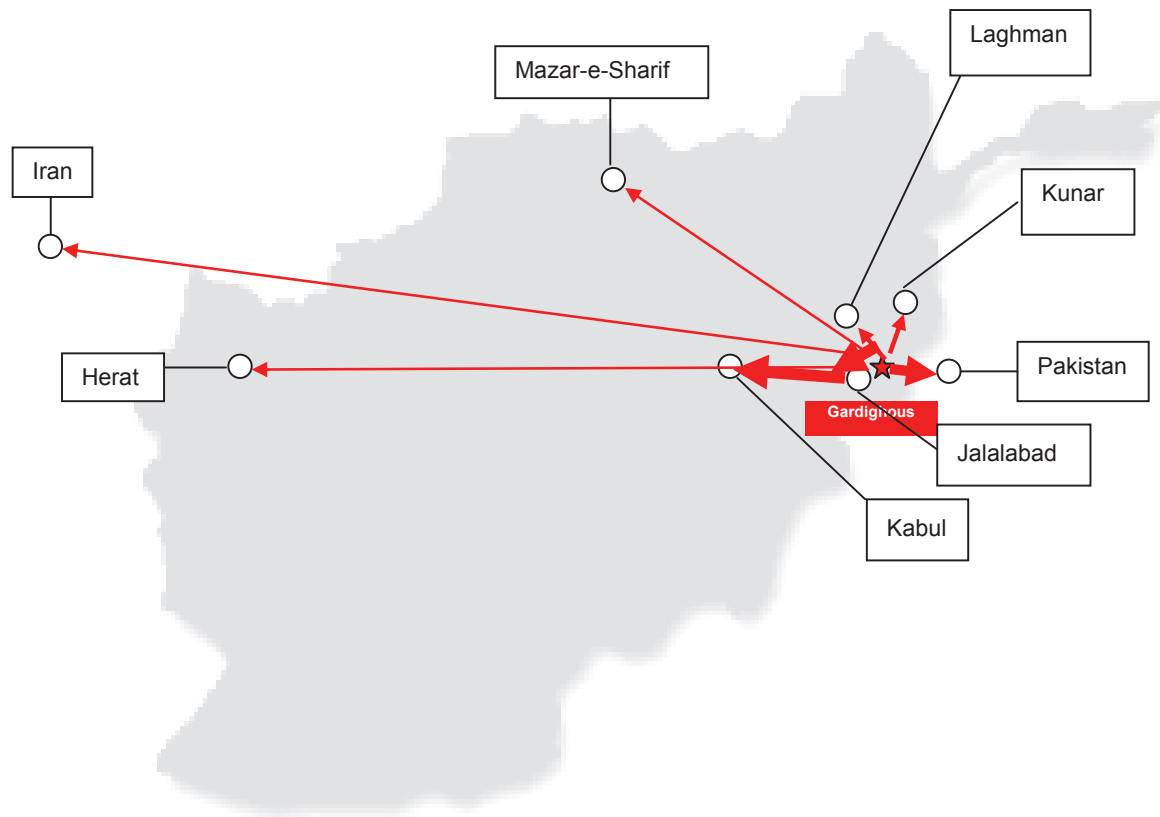 Laghman
Mazar-e-Sharif
Iran
Kunar
Herat
Pakistan
Gardighous
Jalalabad
Kabul